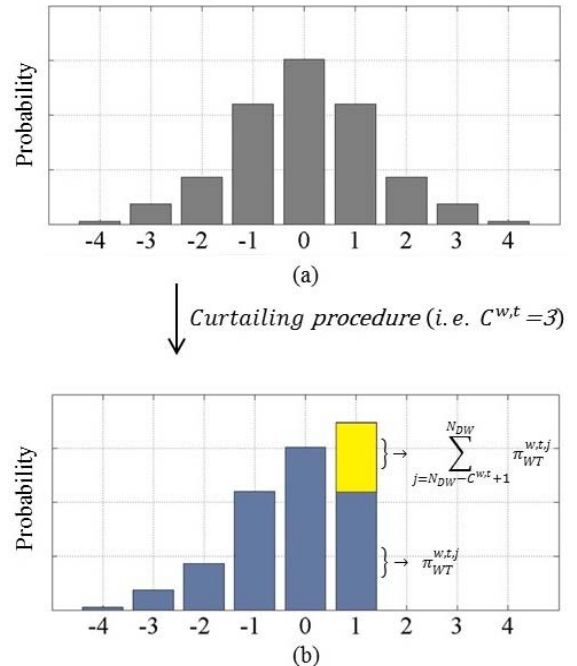 Probability
-4 -3 -2 -1 0 1 2 3 4
(a)
Curtailing procedure (i. e. C^{w,t} =3)
Probability
} → \sum_{j=N_{DW}-C^{w,t}+1}^{N_{DW}} π_{WT}^{w,t,j}
} → π_{WT}^{w,t,j}
-4 -3 -2 -1 0 1 2 3 4
(b)